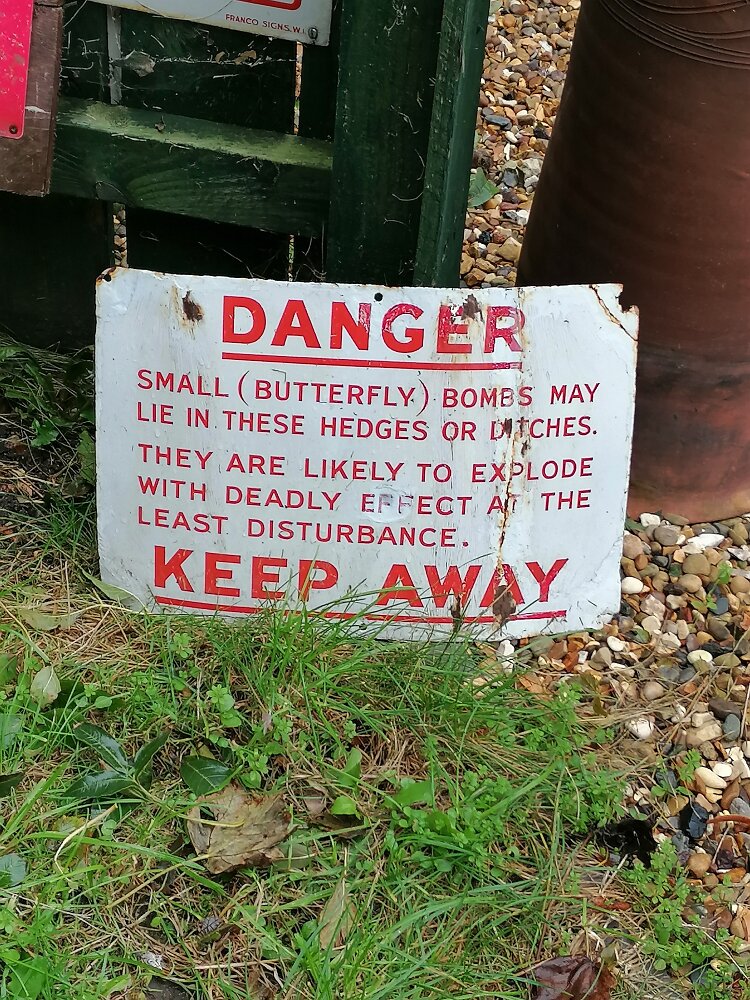 FRANCO SIGNS. W.1
DANGER
SMALL (BUTTERFLY) BOMBS MAY
LIE IN THESE HEDGES OR DITCHES.
THEY ARE LIKELY TO EXPLODE
WITH DEADLY EFFECT AT THE
LEAST DISTURBANCE.
KEEP AWAY